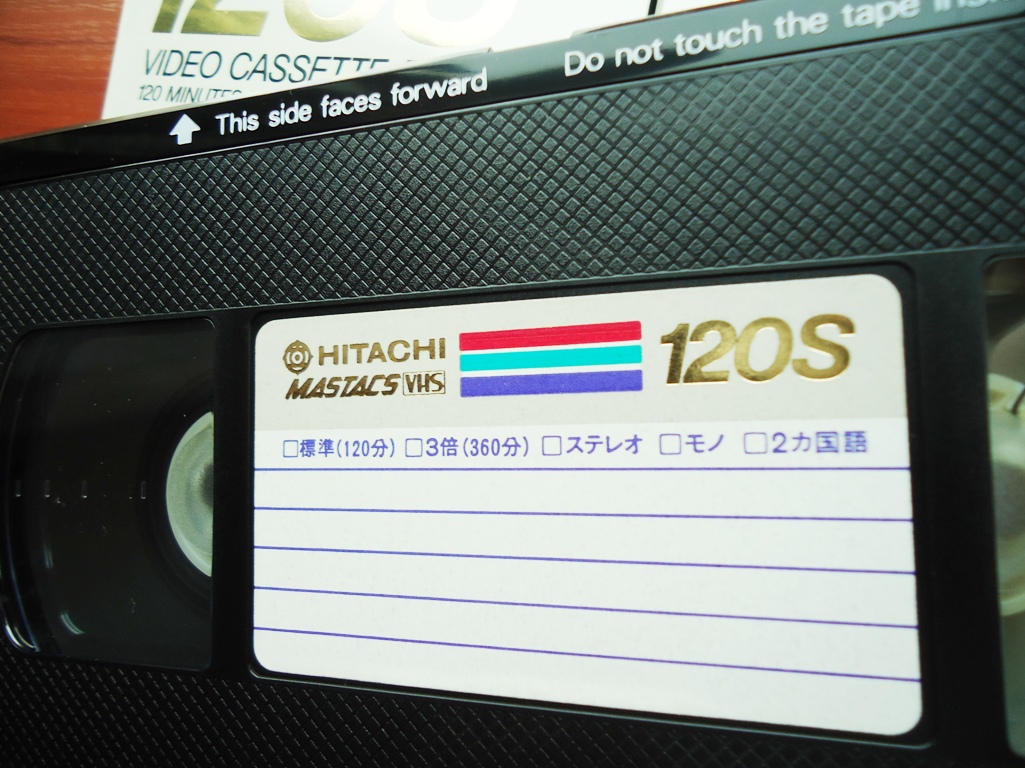 120S
VIDEO CASSETTE
120 MINUTES
Do not touch the tape
This side faces forward
HITACHI
MASTACS VHS
120S
□標準(120分) □3倍(360分) □ステレオ □モノ □2カ国語